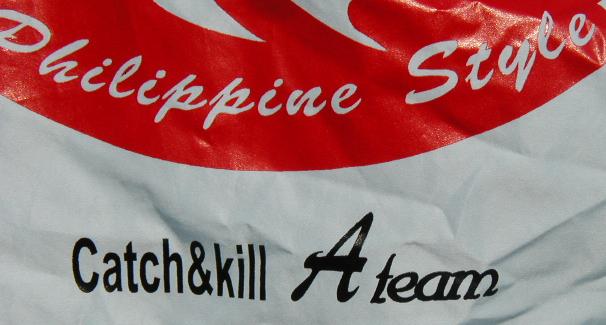 Philippine Style
Catch&kill A team